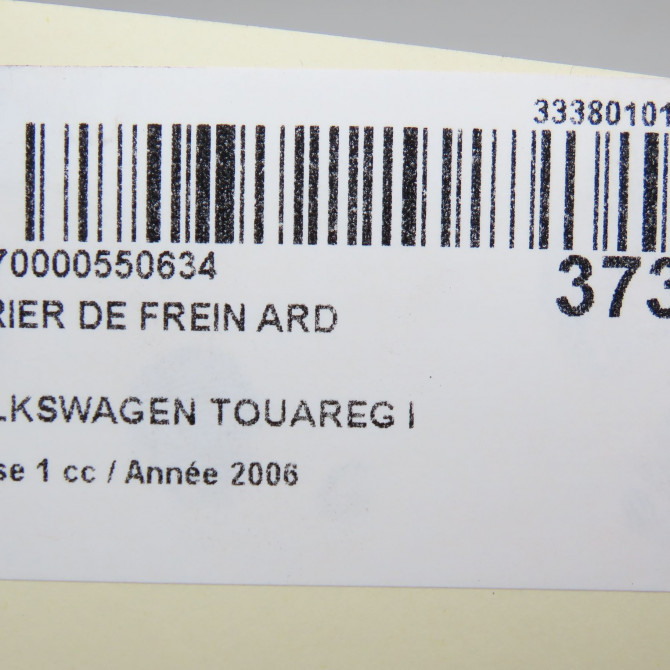 33380101
70000550634
373
RIER DE FREIN ARD
LKSWAGEN TOUAREG I
se 1 cc / Année 2006